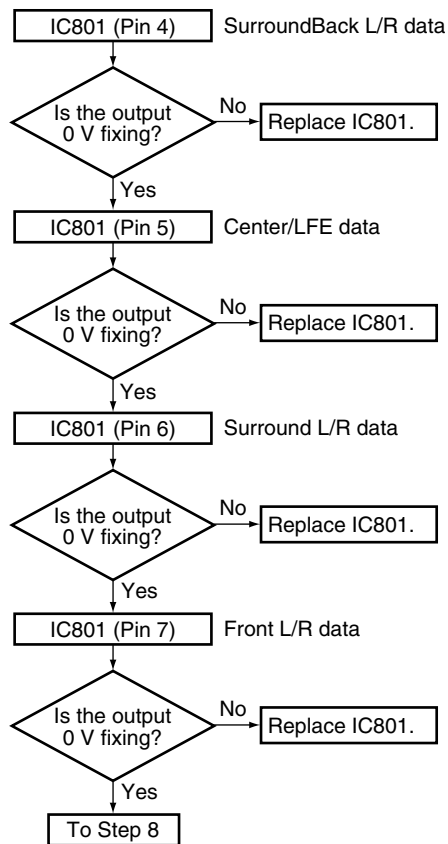 IC801 (Pin 4) SurroundBack L/R data
Is the output
0 V fixing?
No
Replace IC801.
Yes
IC801 (Pin 5) Center/LFE data
Is the output
0 V fixing?
No
Replace IC801.
Yes
IC801 (Pin 6) Surround L/R data
Is the output
0 V fixing?
No
Replace IC801.
Yes
IC801 (Pin 7) Front L/R data
Is the output
0 V fixing?
No
Replace IC801.
Yes
To Step 8